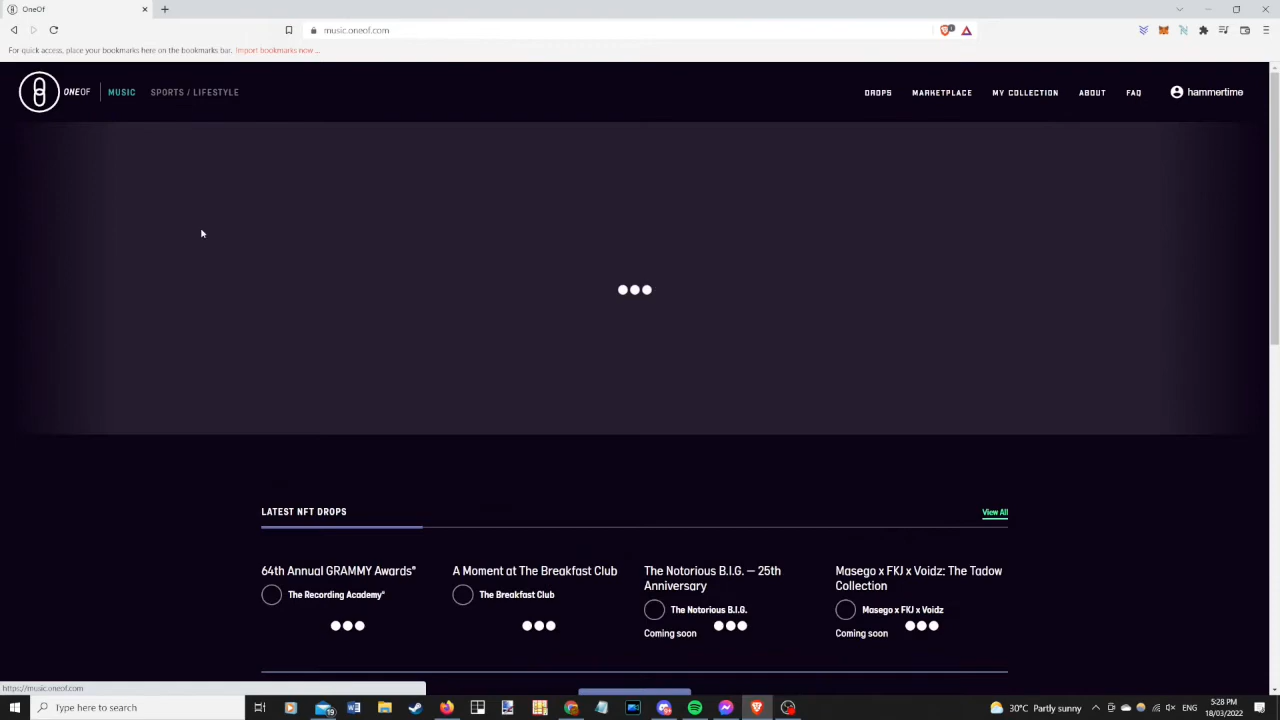 OneOf
music.oneof.com
For quick access, place your bookmarks here on the bookmarks bar. Import bookmarks now ...
ONEOF MUSIC SPORTS / LIFESTYLE DROPS MARKETPLACE MY COLLECTION ABOUT FAQ hammertime
LATEST NFT DROPS View All
64th Annual GRAMMY Awards®
The Recording Academy®
A Moment at The Breakfast Club
The Breakfast Club
The Notorious B.I.G. — 25th
Anniversary
The Notorious B.I.G.
Coming soon
Masego x FKJ x Voidz: The Tadow
Collection
Masego x FKJ x Voidz
Coming soon
https://music.oneof.com
Type here to search
19
30°C Partly sunny
ENG
5:28 PM
18/03/2022